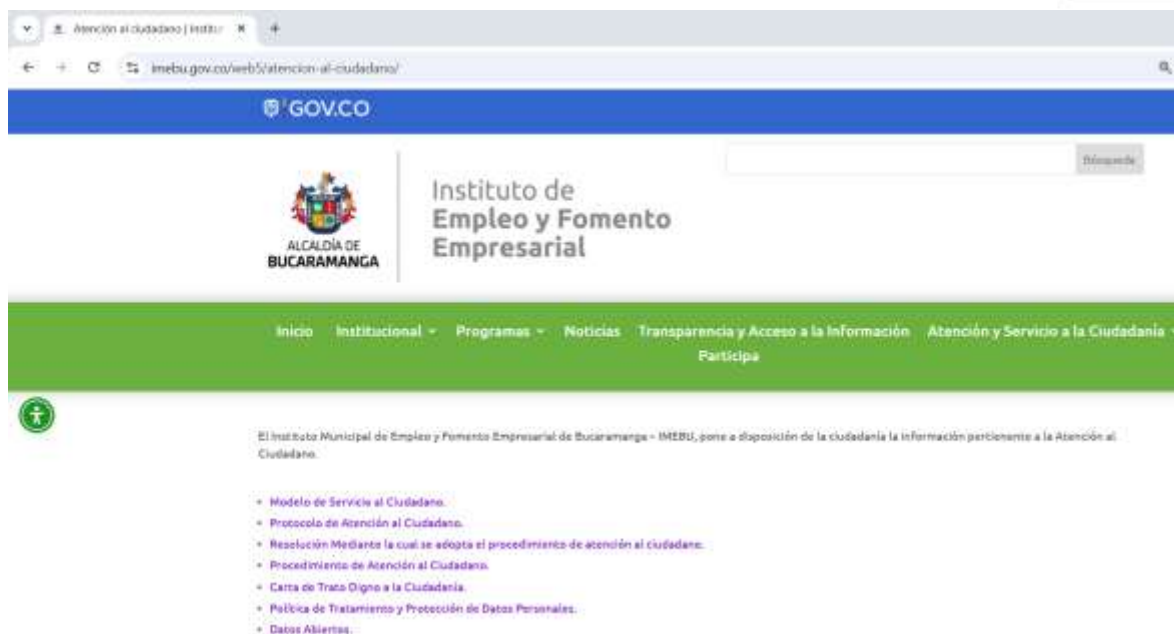 Atención al ciudadano | Institu
imebu.gov.co/web5/atencion-al-ciudadano/
GOV.CO
Búsqueda
ALCALDÍA DE
BUCARAMANGA
Instituto de
Empleo y Fomento
Empresarial
Inicio Institucional Programas Noticias Transparencia y Acceso a la Información Atención y Servicio a la Ciudadanía
Participa
El Instituto Municipal de Empleo y Fomento Empresarial de Bucaramanga – IMEBU, pone a disposición de la ciudadanía la información perteneciente a la Atención al
Ciudadano.
Modelo de Servicio al Ciudadano.
Protocolo de Atención al Ciudadano.
Resolución Mediante la cual se adopta el procedimiento de atención al ciudadano.
Procedimiento de Atención al Ciudadano.
Carta de Trato Digno a la Ciudadanía.
Política de Tratamiento y Protección de Datos Personales.
Datos Abiertos.